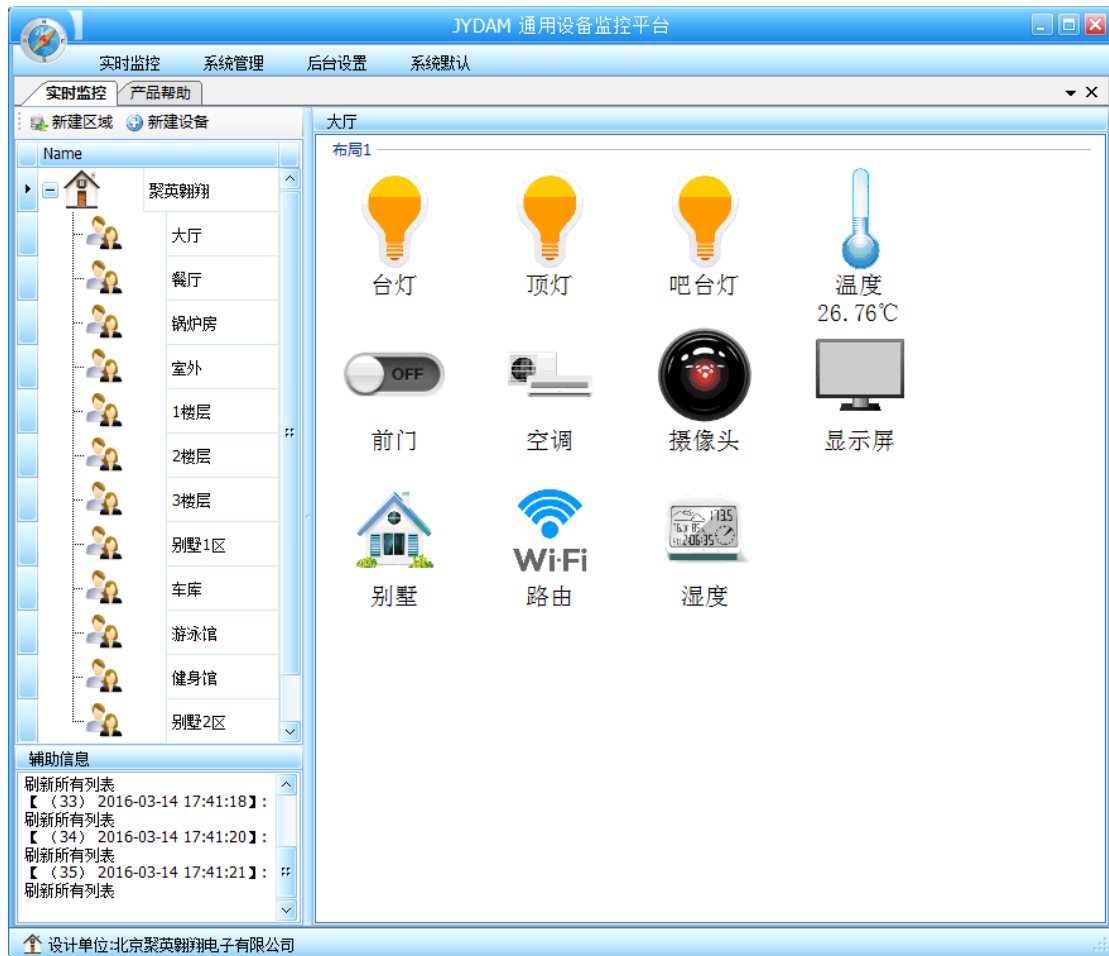 JYDAM 通用设备监控平台
实时监控 系统管理 后台设置 系统默认
实时监控 产品帮助
新建区域 新建设备
大厅
Name
布局1
聚英翱翔
大厅
餐厅
锅炉房
室外
1楼层
2楼层
3楼层
别墅1区
车库
游泳馆
健身馆
别墅2区
台灯 顶灯 吧台灯 温度
26.76℃
OFF
前门 空调 摄像头 显示屏
Wi-Fi
别墅 路由 湿度
辅助信息
刷新所有列表
【 （33） 2016-03-14 17:41:18】:
刷新所有列表
【 （34） 2016-03-14 17:41:20】:
刷新所有列表
【 （35） 2016-03-14 17:41:21】:
刷新所有列表
设计单位:北京聚英翱翔电子有限公司